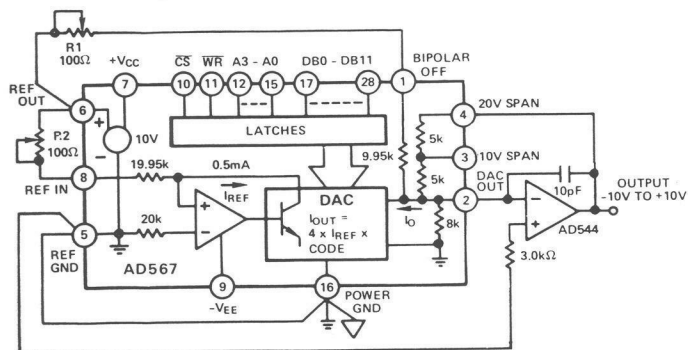 R1
100Ω
+VCC
CS WR A3 - A0 DB0 - DB11
BIPOLAR
OFF
REF
OUT
7 10 11 12 15 17 28 1
6
R2
100Ω
+
-
10V
LATCHES
9.95k
5k
4
20V SPAN
3
10V SPAN
5k
8
REF IN
19.95k
0.5mA
IREF
DAC
IOUT =
4 x IREF x
CODE
IO
DAC
OUT
2
8k
10pF
-
+
AD544
OUTPUT
-10V TO +10V
5
20k
+
-
REF
GND
AD567
3.0kΩ
9
-VEE
16
POWER
GND